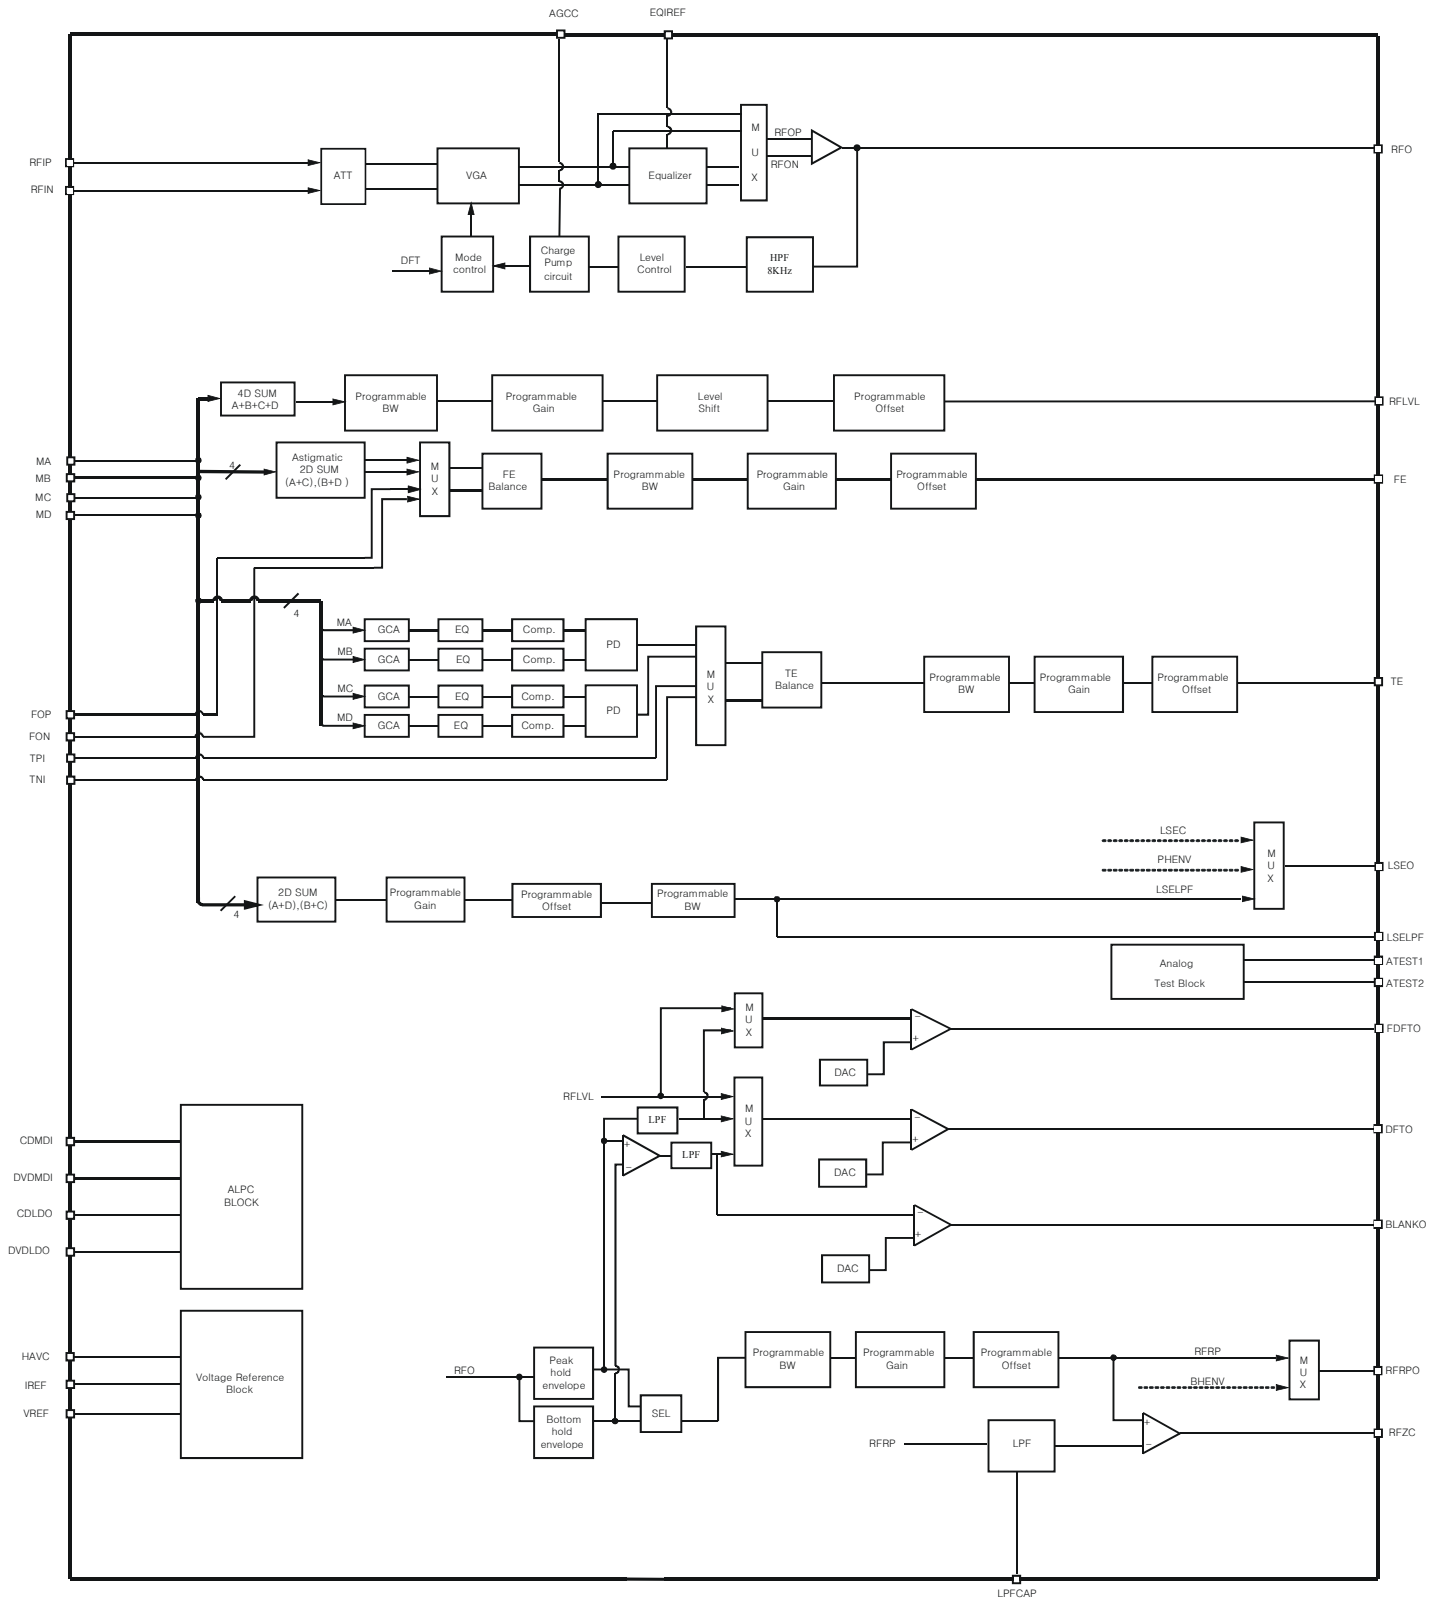 AGCC
EQIREF
RFIP
RFIN
ATT
VGA
Equalizer
M
U
X
RFOP
RFON
RFO
DFT
Mode
control
Charge
Pump
circuit
Level
Control
HPF
8KHz
4D SUM
A+B+C+D
Programmable
BW
Programmable
Gain
Level
Shift
Programmable
Offset
RFLVL
MA
MB
MC
MD
4
Astigmatic
2D SUM
(A+C),(B+D )
M
U
X
FE
Balance
Programmable
BW
Programmable
Gain
Programmable
Offset
FE
4
MA
GCA
EQ
Comp.
PD
MB
GCA
EQ
Comp.
MC
GCA
EQ
Comp.
PD
MD
GCA
EQ
Comp.
M
U
X
TE
Balance
Programmable
BW
Programmable
Gain
Programmable
Offset
TE
FOP
FON
TPI
TNI
LSEC
PHENV
LSELPF
M
U
X
LSEO
4
2D SUM
(A+D),(B+C)
Programmable
Gain
Programmable
Offset
Programmable
BW
LSELPF
Analog
Test Block
ATEST1
ATEST2
M
U
X
−
+
DAC
FDFTO
RFLVL
LPF
+
−
LPF
M
U
X
−
+
DAC
DFTO
−
+
DAC
BLANKO
CDMDI
DVDMDI
CDLDO
DVDLDO
ALPC
BLOCK
HAVC
IREF
VREF
Voltage Reference
Block
RFO
Peak
hold
envelope
Bottom
hold
envelope
SEL
Programmable
BW
Programmable
Gain
Programmable
Offset
RFRP
BHENV
M
U
X
RFRPO
RFRP
LPF
+
−
RFZC
LPFCAP